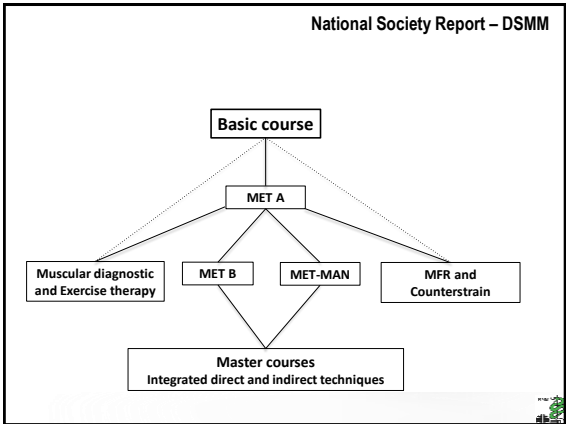 National Society Report – DSMM
Basic course
MET A
Muscular diagnostic
and Exercise therapy
MET B
MET-MAN
MFR and
Counterstrain
Master courses
Integrated direct and indirect techniques